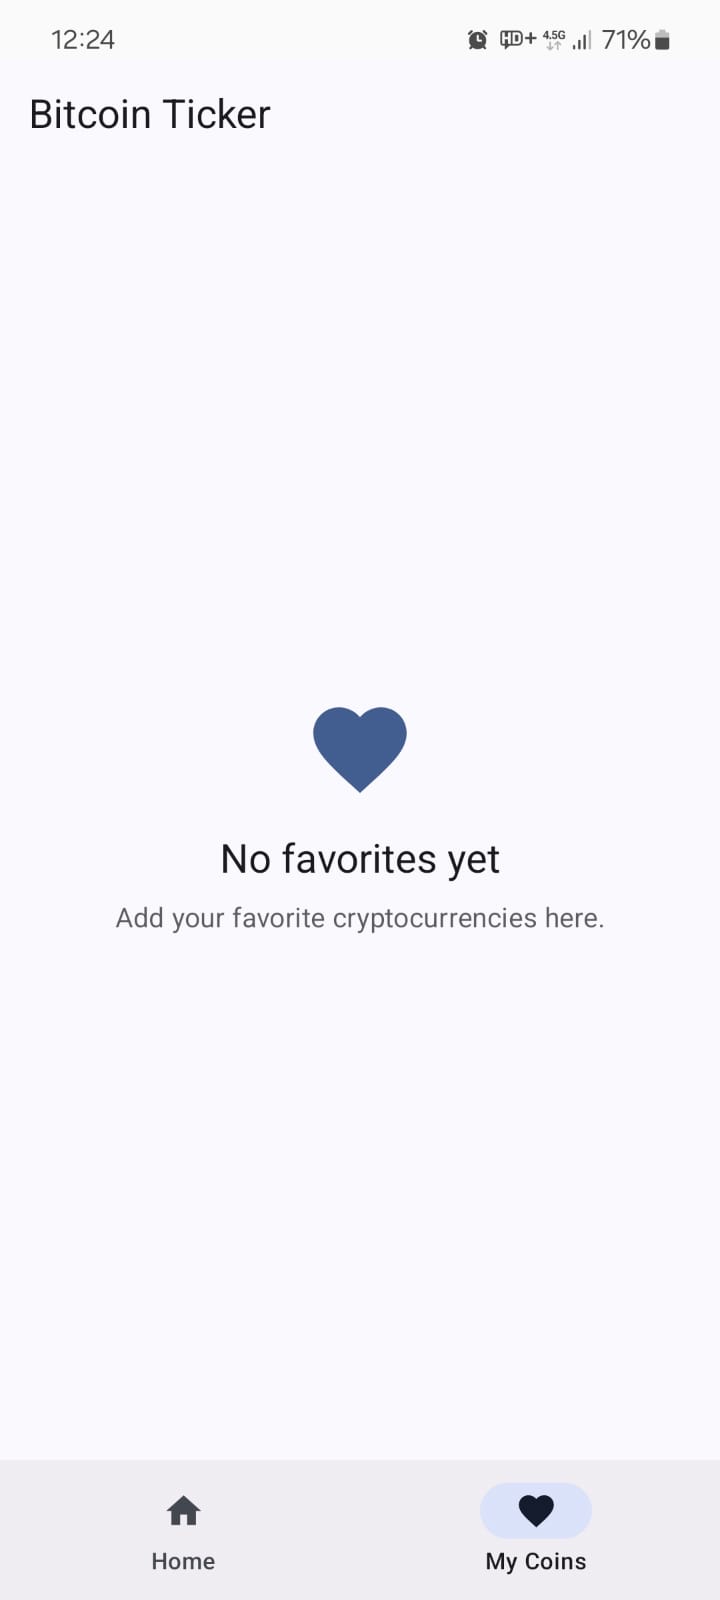 12:24
HD+ 4.5G 71%
Bitcoin Ticker
No favorites yet
Add your favorite cryptocurrencies here.
Home
My Coins